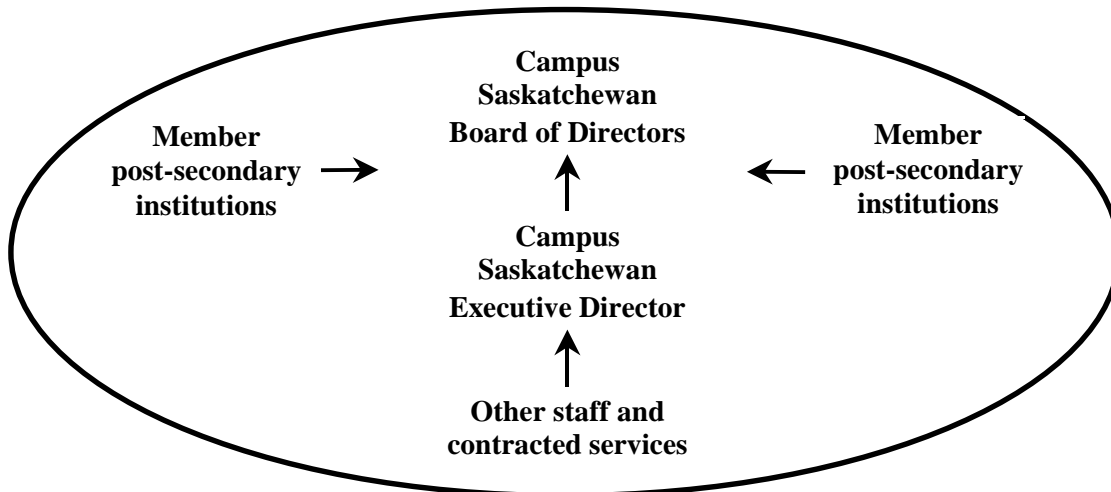 Campus
Saskatchewan
Board of Directors
Member
post-secondary
institutions
Member
post-secondary
institutions
Campus
Saskatchewan
Executive Director
Other staff and
contracted services